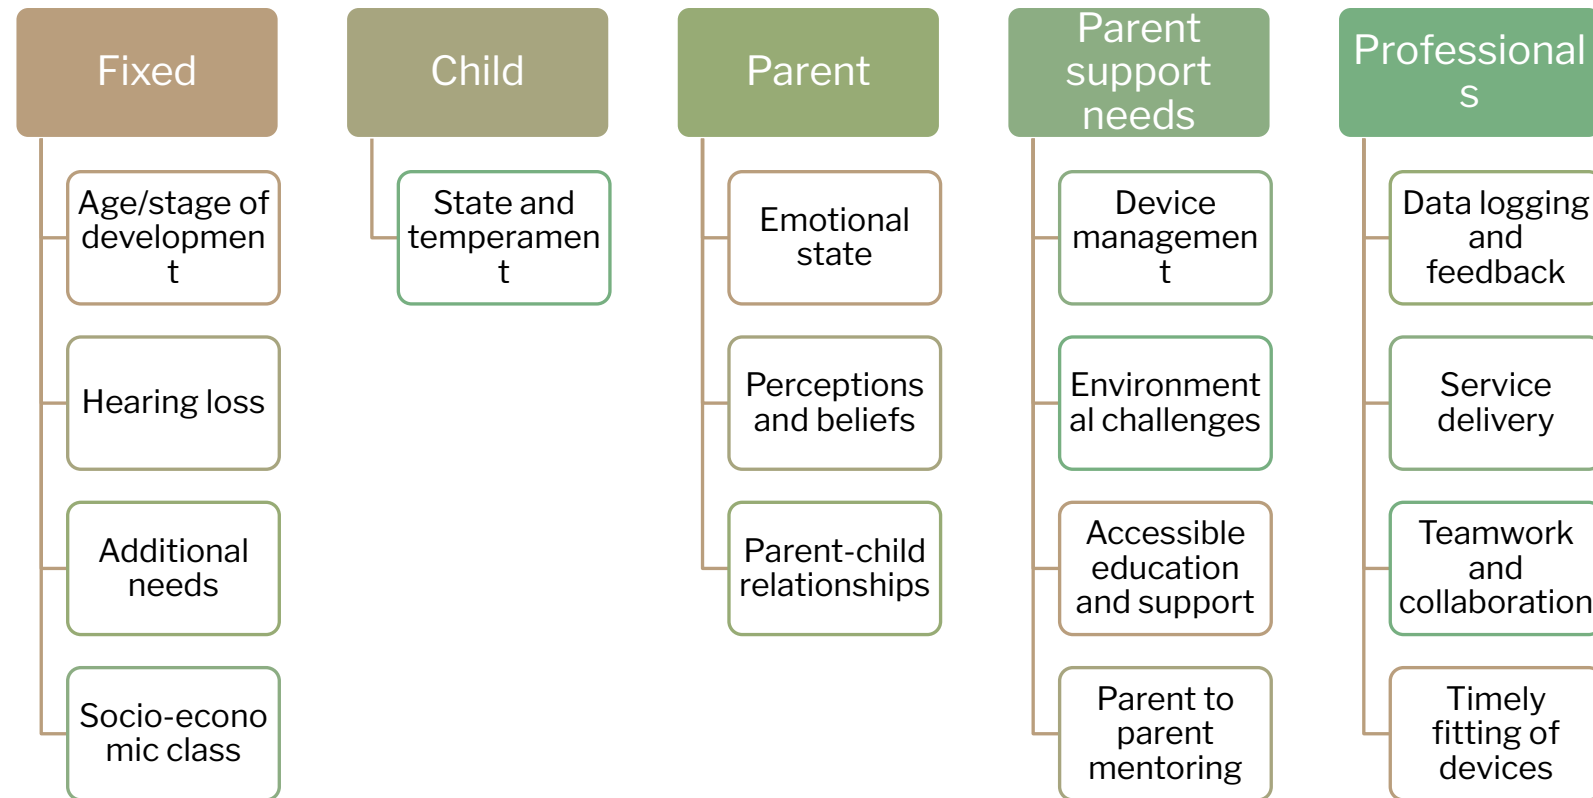 Fixed
Age/stage of
developmen
t
Hearing loss
Additional
needs
Socio-econo
mic class
Child
State and
temperamen
t
Parent
Emotional
state
Perceptions
and beliefs
Parent-child
relationships
Parent
support
needs
Device
managemen
t
Environment
al challenges
Accessible
education
and support
Parent to
parent
mentoring
Professional
s
Data logging
and
feedback
Service
delivery
Teamwork
and
collaboration
Timely
fitting of
devices